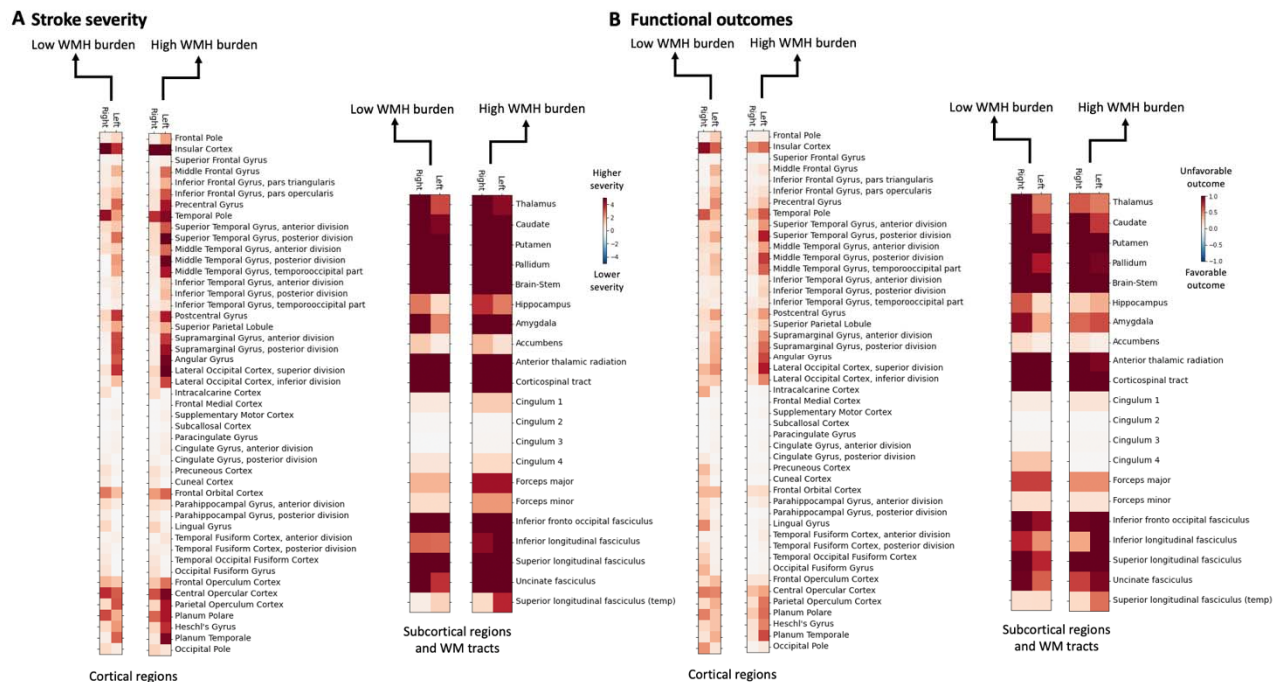 A Stroke severity
Low WMH burden
High WMH burden
Right
Left
Right
Left
Frontal Pole
Insular Cortex
Superior Frontal Gyrus
Middle Frontal Gyrus
Inferior Frontal Gyrus, pars triangularis
Inferior Frontal Gyrus, pars opercularis
Precentral Gyrus
Temporal Pole
Superior Temporal Gyrus, anterior division
Superior Temporal Gyrus, posterior division
Middle Temporal Gyrus, anterior division
Middle Temporal Gyrus, posterior division
Middle Temporal Gyrus, temporooccipital part
Inferior Temporal Gyrus, anterior division
Inferior Temporal Gyrus, posterior division
Inferior Temporal Gyrus, temporooccipital part
Postcentral Gyrus
Superior Parietal Lobule
Supramarginal Gyrus, anterior division
Supramarginal Gyrus, posterior division
Angular Gyrus
Lateral Occipital Cortex, superior division
Lateral Occipital Cortex, inferior division
Intracalcarine Cortex
Frontal Medial Cortex
Supplementary Motor Cortex
Subcallosal Cortex
Paracingulate Gyrus
Cingulate Gyrus, anterior division
Cingulate Gyrus, posterior division
Precuneous Cortex
Cuneal Cortex
Frontal Orbital Cortex
Parahippocampal Gyrus, anterior division
Parahippocampal Gyrus, posterior division
Lingual Gyrus
Temporal Fusiform Cortex, anterior division
Temporal Fusiform Cortex, posterior division
Temporal Occipital Fusiform Cortex
Occipital Fusiform Gyrus
Frontal Operculum Cortex
Central Opercular Cortex
Parietal Operculum Cortex
Planum Polare
Heschl's Gyrus
Planum Temporale
Occipital Pole
Cortical regions
Low WMH burden
High WMH burden
Right
Left
Right
Left
Thalamus
Caudate
Putamen
Pallidum
Brain-Stem
Hippocampus
Amygdala
Accumbens
Anterior thalamic radiation
Corticospinal tract
Cingulum 1
Cingulum 2
Cingulum 3
Cingulum 4
Forceps major
Forceps minor
Inferior fronto occipital fasciculus
Inferior longitudinal fasciculus
Superior longitudinal fasciculus
Uncinate fasciculus
Superior longitudinal fasciculus (temp)
Subcortical regions
and WM tracts
Higher
severity
4
2
0
-2
-4
Lower
severity
B Functional outcomes
Low WMH burden
High WMH burden
Right
Left
Right
Left
Frontal Pole
Insular Cortex
Superior Frontal Gyrus
Middle Frontal Gyrus
Inferior Frontal Gyrus, pars triangularis
Inferior Frontal Gyrus, pars opercularis
Precentral Gyrus
Temporal Pole
Superior Temporal Gyrus, anterior division
Superior Temporal Gyrus, posterior division
Middle Temporal Gyrus, anterior division
Middle Temporal Gyrus, posterior division
Middle Temporal Gyrus, temporooccipital part
Inferior Temporal Gyrus, anterior division
Inferior Temporal Gyrus, posterior division
Inferior Temporal Gyrus, temporooccipital part
Postcentral Gyrus
Superior Parietal Lobule
Supramarginal Gyrus, anterior division
Supramarginal Gyrus, posterior division
Angular Gyrus
Lateral Occipital Cortex, superior division
Lateral Occipital Cortex, inferior division
Intracalcarine Cortex
Frontal Medial Cortex
Supplementary Motor Cortex
Subcallosal Cortex
Paracingulate Gyrus
Cingulate Gyrus, anterior division
Cingulate Gyrus, posterior division
Precuneous Cortex
Cuneal Cortex
Frontal Orbital Cortex
Parahippocampal Gyrus, anterior division
Parahippocampal Gyrus, posterior division
Lingual Gyrus
Temporal Fusiform Cortex, anterior division
Temporal Fusiform Cortex, posterior division
Temporal Occipital Fusiform Cortex
Occipital Fusiform Gyrus
Frontal Operculum Cortex
Central Opercular Cortex
Parietal Operculum Cortex
Planum Polare
Heschl's Gyrus
Planum Temporale
Occipital Pole
Cortical regions
Low WMH burden
High WMH burden
Right
Left
Right
Left
Thalamus
Caudate
Putamen
Pallidum
Brain-Stem
Hippocampus
Amygdala
Accumbens
Anterior thalamic radiation
Corticospinal tract
Cingulum 1
Cingulum 2
Cingulum 3
Cingulum 4
Forceps major
Forceps minor
Inferior fronto occipital fasciculus
Inferior longitudinal fasciculus
Superior longitudinal fasciculus
Uncinate fasciculus
Superior longitudinal fasciculus (temp)
Subcortical regions
and WM tracts
Unfavorable
outcome
1.0
0.5
0.0
-0.5
-1.0
Favorable
outcome